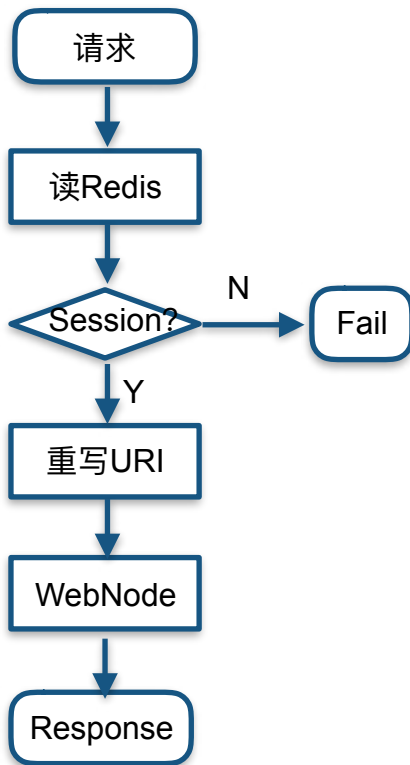 请求
读Redis
Session?
N
Fail
Y
重写URI
WebNode
Response